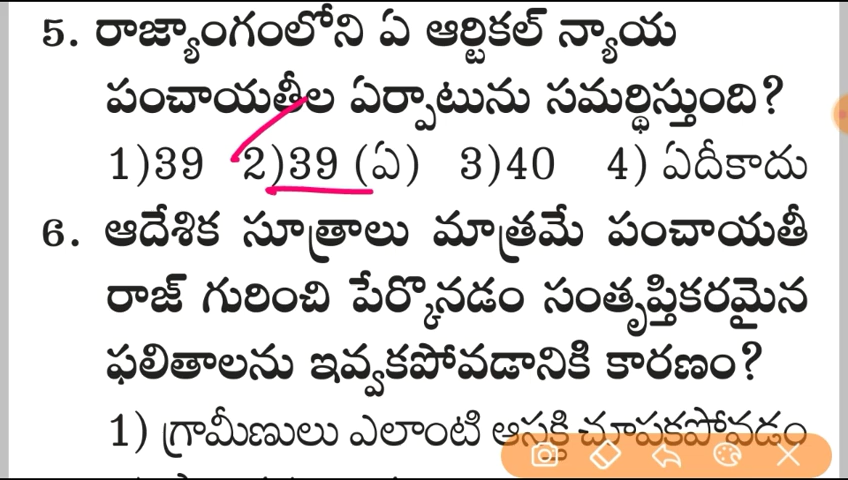 5. రాజ్యాంగంలోని ఏ ఆర్టికల్ న్యాయ
పంచాయతీల ఏర్పాటును సమర్థిస్తుంది?
1)39 2)39 (ఏ) 3)40 4) ఏదీకాదు
6. ఆదేశిక సూత్రాలు మాత్రమే పంచాయతీ
రాజ్ గురించి పేర్కొనడం సంతృప్తికరమైన
ఫలితాలను ఇవ్వకపోవడానికి కారణం?
1) గ్రామీణులు ఎలాంటి ఆసక్తి చూపకపోవడం